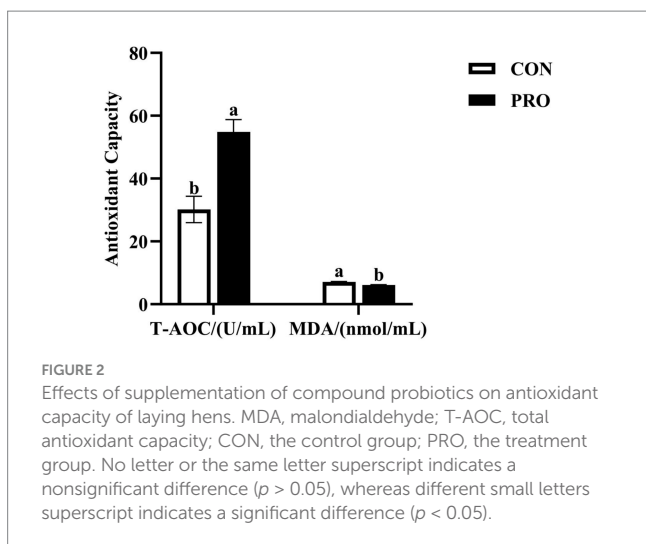 80
60
40
20
0
Antioxidant Capacity
b
a
a
b
T-AOC/(U/mL) MDA/(nmol/mL)
CON
PRO
FIGURE 2
Effects of supplementation of compound probiotics on antioxidant
capacity of laying hens. MDA, malondialdehyde; T-AOC, total
antioxidant capacity; CON, the control group; PRO, the treatment
group. No letter or the same letter superscript indicates a
nonsignificant difference (p > 0.05), whereas different small letters
superscript indicates a significant difference (p < 0.05).